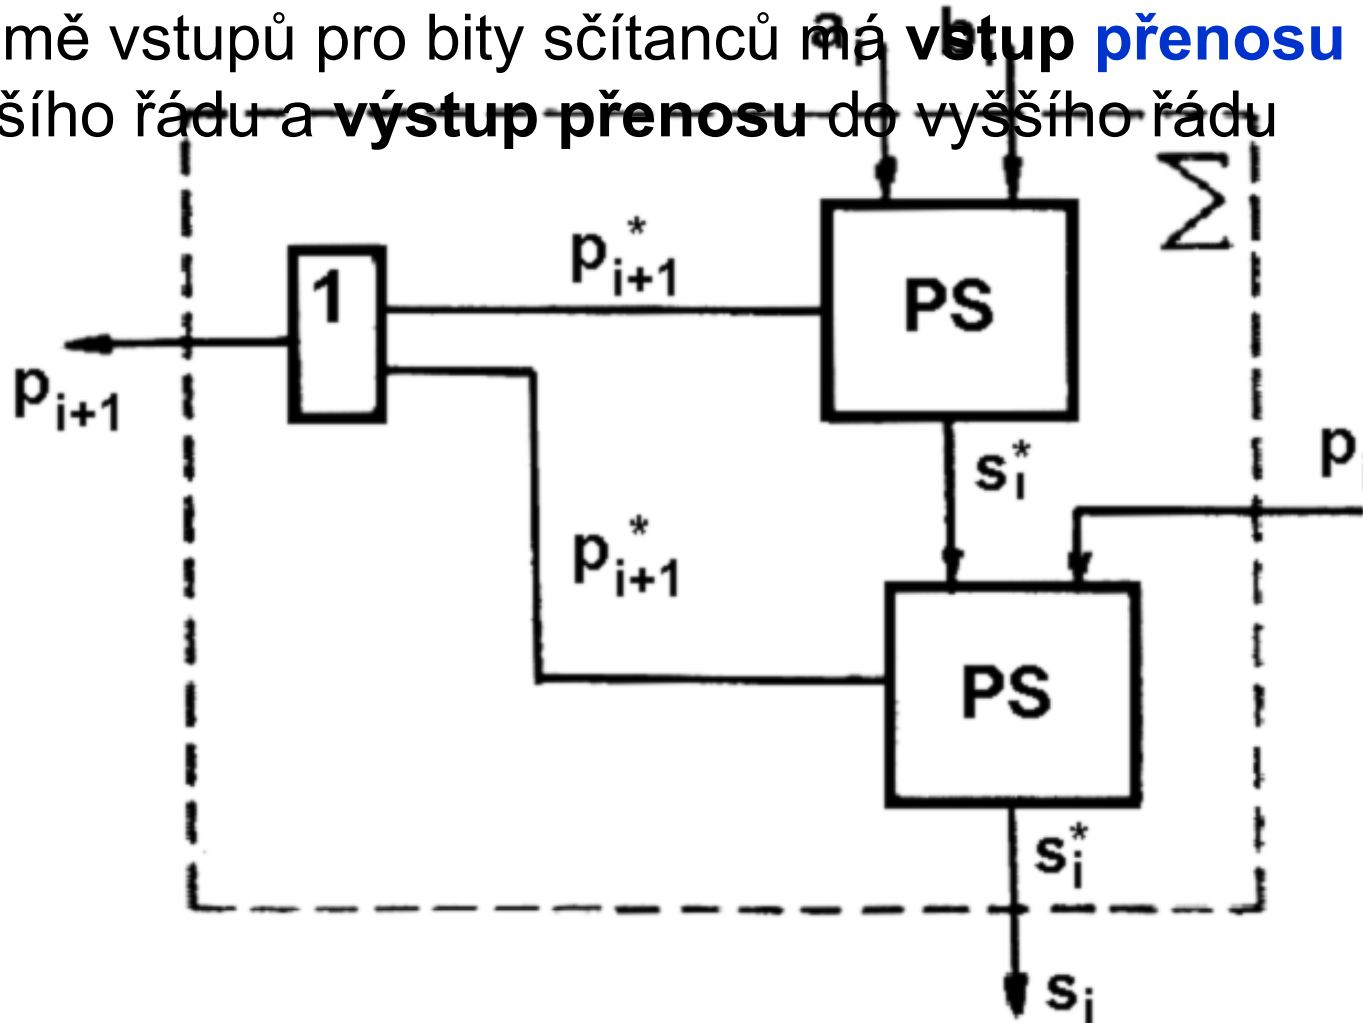 mě vstupů pro bity sčítanců má vstup přenosu
šího řádu a výstup přenosu do vyššího řádu
a b
Σ
p*i+1
1
PS
pi+1
s*i
pi
p*i+1
PS
s*i
si